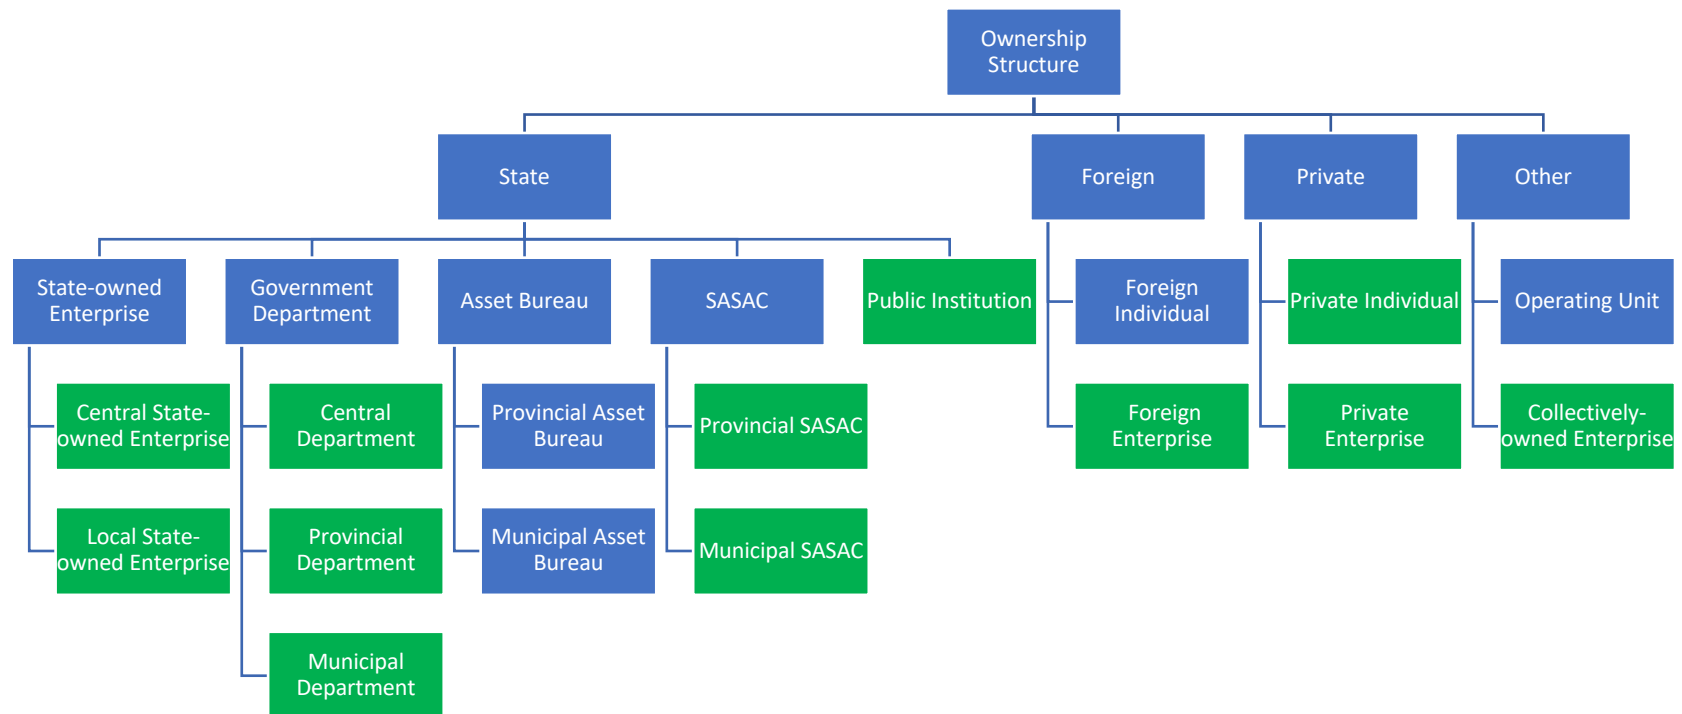 Ownership
Structure
State
Foreign
Private
Other
State-owned
Enterprise
Government
Department
Asset Bureau
SASAC
Public Institution
Foreign
Individual
Private Individual
Operating Unit
Central State-
owned Enterprise
Central
Department
Provincial Asset
Bureau
Provincial SASAC
Foreign
Enterprise
Private
Enterprise
Collectively-
owned Enterprise
Local State-
owned Enterprise
Provincial
Department
Municipal Asset
Bureau
Municipal SASAC
Municipal
Department